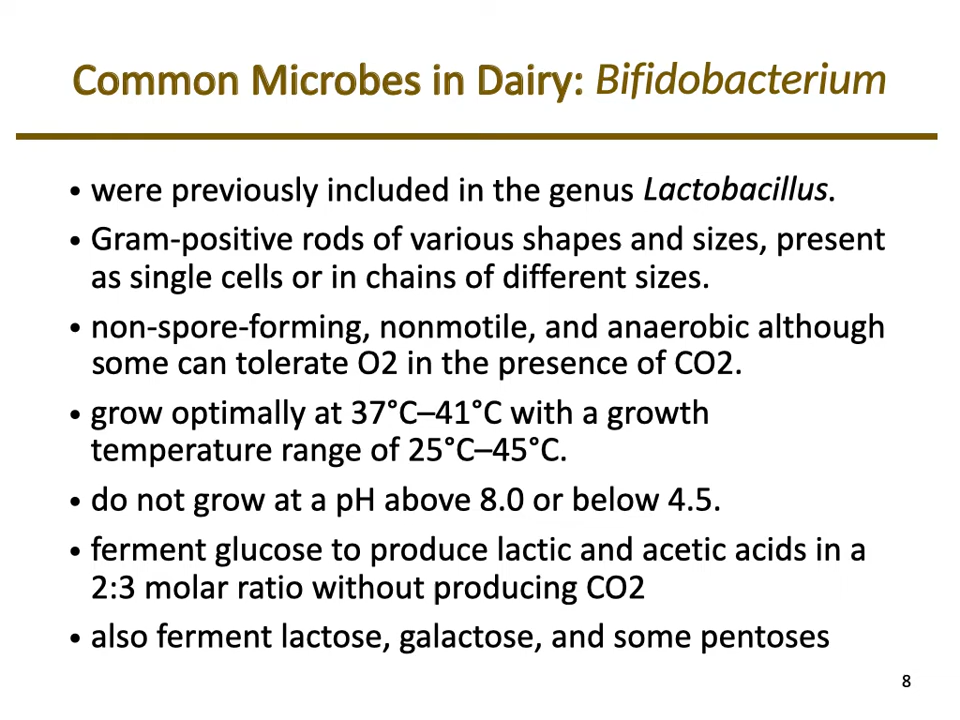 Common Microbes in Dairy: Bifidobacterium
• were previously included in the genus Lactobacillus.
• Gram-positive rods of various shapes and sizes, present
as single cells or in chains of different sizes.
• non-spore-forming, nonmotile, and anaerobic although
some can tolerate O2 in the presence of CO2.
• grow optimally at 37°C–41°C with a growth
temperature range of 25°C–45°C.
• do not grow at a pH above 8.0 or below 4.5.
• ferment glucose to produce lactic and acetic acids in a
2:3 molar ratio without producing CO2
• also ferment lactose, galactose, and some pentoses
8